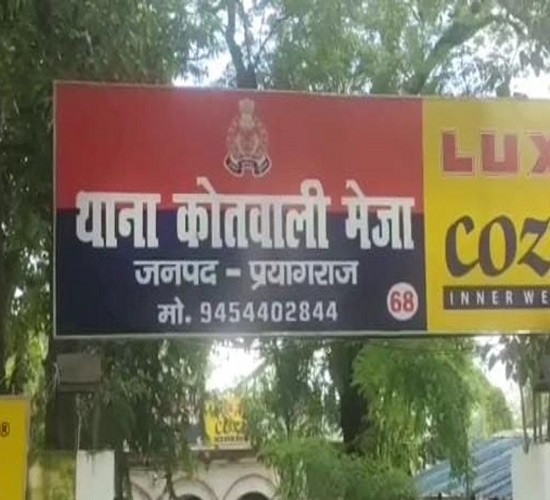 थाना कोतवाली मेजा
जनपद - प्रयागराज
मो. 9454402844
68
LUX
COZ
INNER WE
®